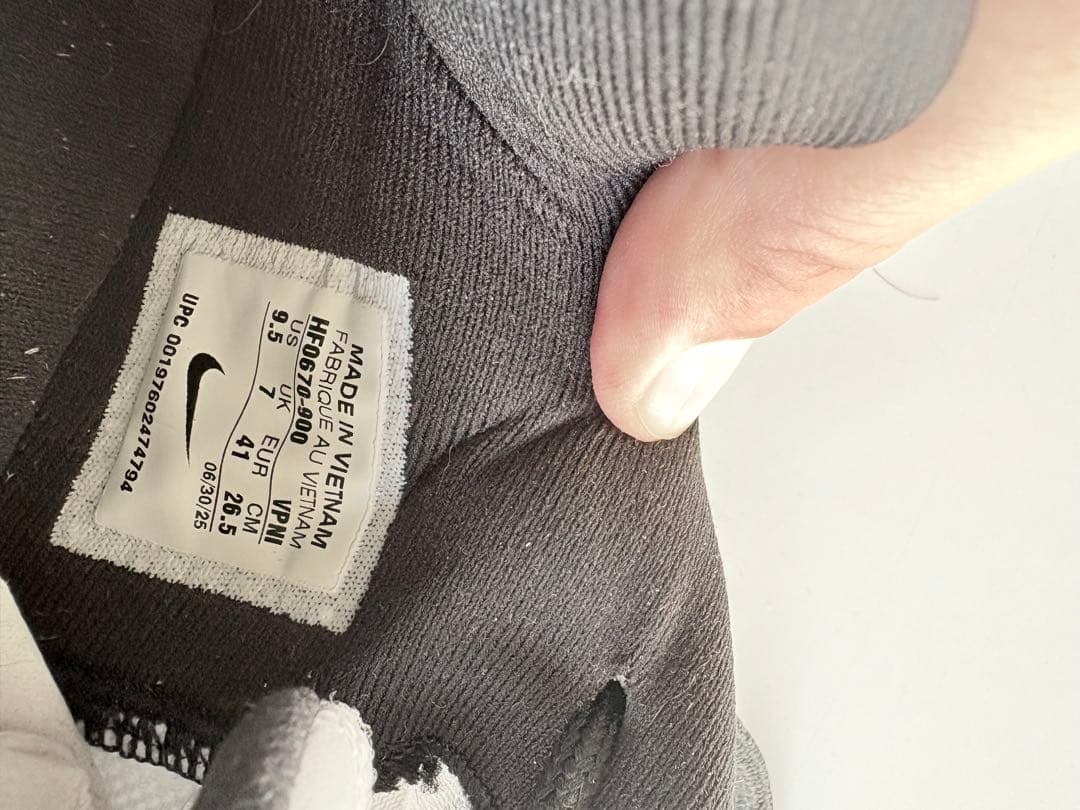 MADE IN VIETNAM
FABRIQUE AU VIETNAM
HF0670-900 VPNI
US UK EUR CM
9.5 7 41 26.5
06/30/25
UPC 00197602474794